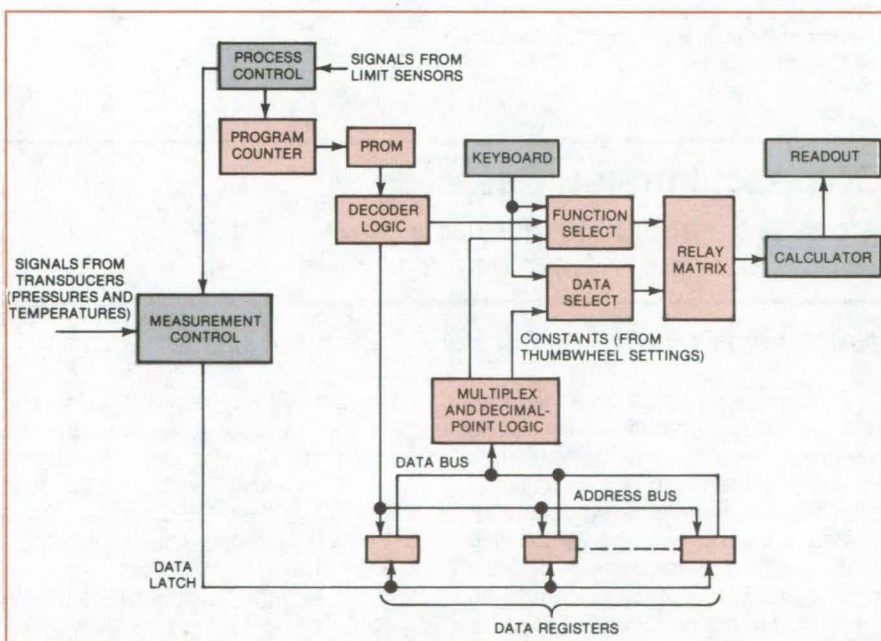 PROCESS
CONTROL
SIGNALS FROM
LIMIT SENSORS
PROGRAM
COUNTER
PROM
KEYBOARD
READOUT
DECODER
LOGIC
FUNCTION
SELECT
RELAY
MATRIX
CALCULATOR
SIGNALS FROM
TRANSDUCERS
(PRESSURES AND
TEMPERATURES)
DATA
SELECT
MEASUREMENT
CONTROL
CONSTANTS (FROM
THUMBWHEEL SETTINGS)
MULTIPLEX
AND DECIMAL-
POINT LOGIC
DATA BUS
ADDRESS BUS
DATA
LATCH
DATA REGISTERS